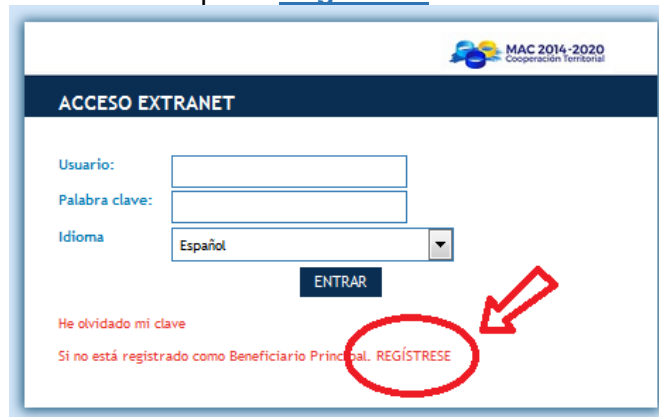 MAC 2014-2020
Cooperación Territorial
ACCESO EXTRANET
Usuario:
Palabra clave:
Idioma
Español
ENTRAR
He olvidado mi clave
Si no está registrado como Beneficiario Principal. REGÍSTRESE